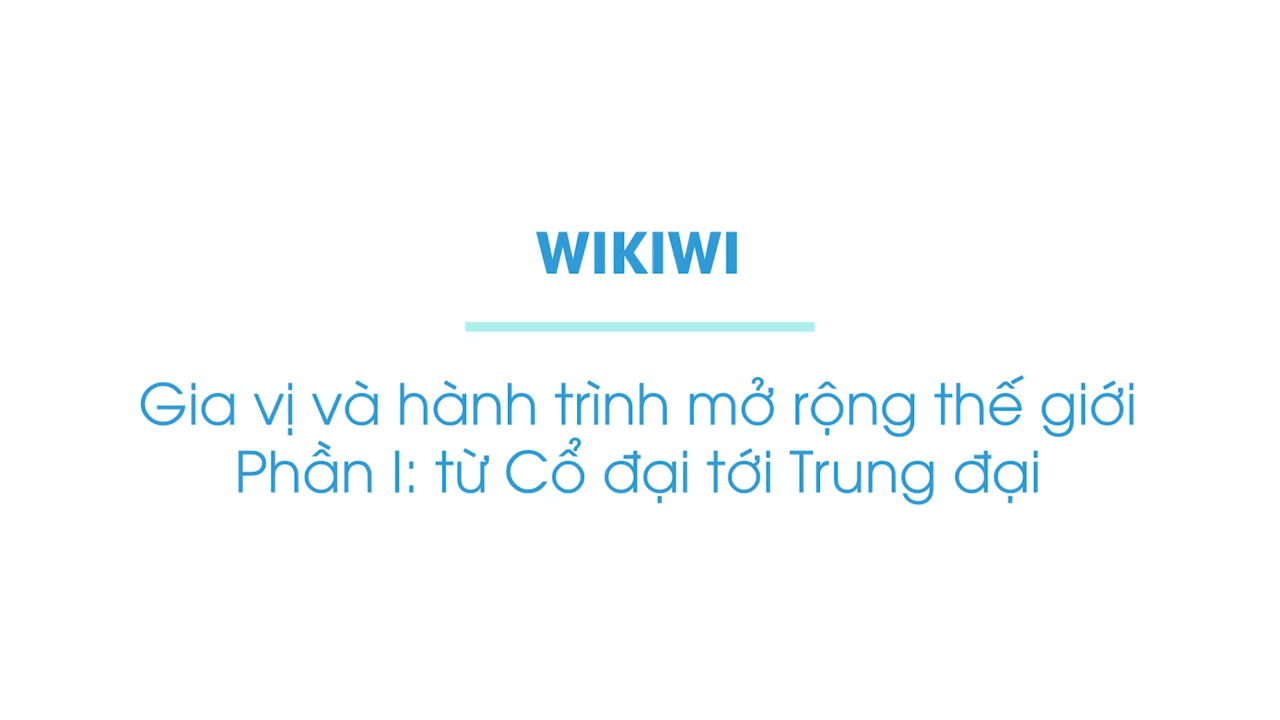 WIKIWI
Gia vị và hành trình mở rộng thế giới
Phần I: từ Cổ đại tới Trung đại